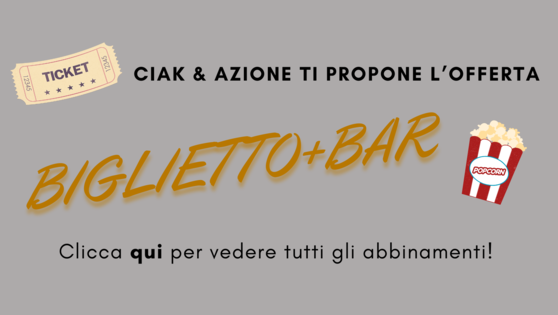 TICKET
CIAK & AZIONE TI PROPONE L'OFFERTA
BIGLIETTO+BAR
POPCORN
Clicca qui per vedere tutti gli abbinamenti!